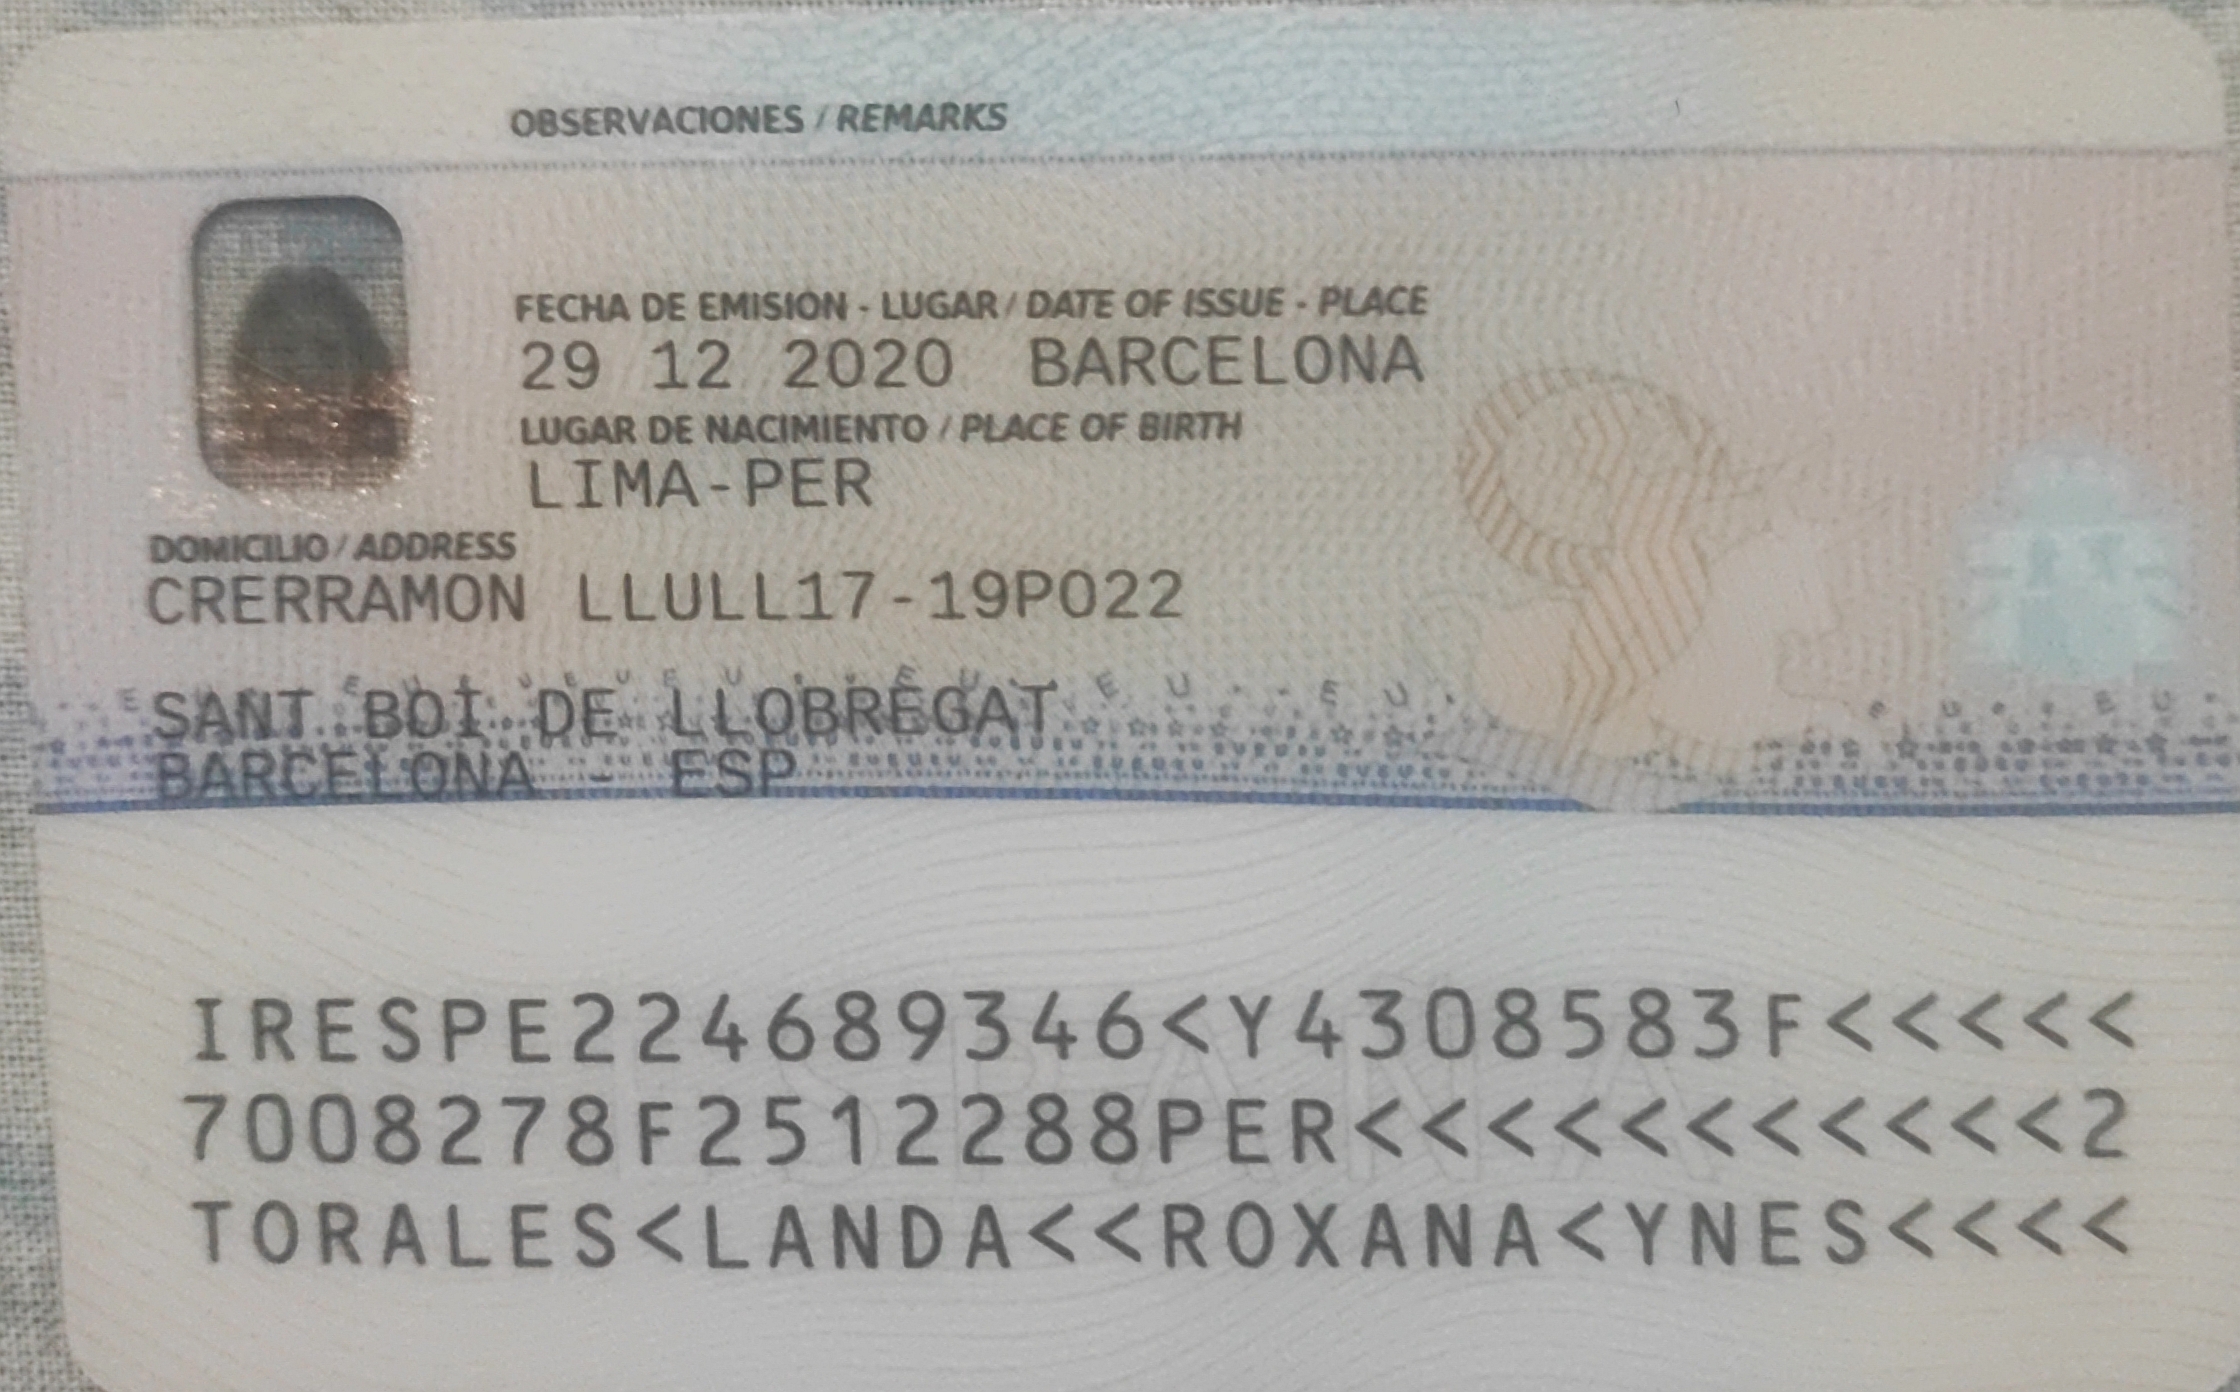 OBSERVACIONES / REMARKS
FECHA DE EMISION - LUGAR / DATE OF ISSUE - PLACE
29 12 2020 BARCELONA
LUGAR DE NACIMIENTO / PLACE OF BIRTH
LIMA-PER
DOMICILIO / ADDRESS
CRERRAMON LLULL17-19P022
SANT BOI DE LLOBREGAT
BARCELONA - ESP
IRESPE224689346<Y4308583F<<<<<
7008278F2512288PER<<<<<<<<<<<2
TORALES<LANDA<<ROXANA<YNES<<<<
ESPAÑA